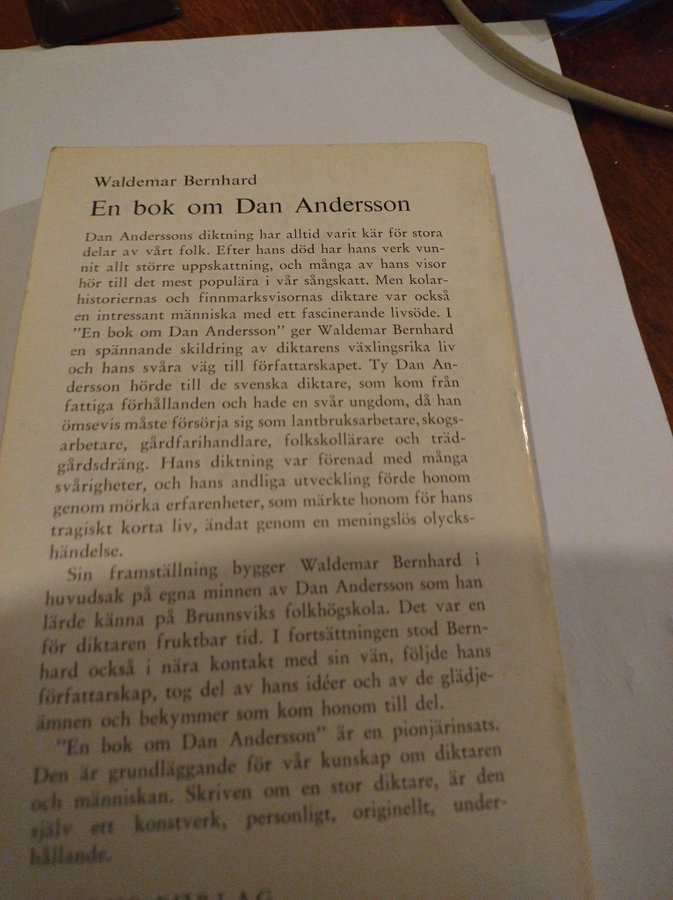 Waldemar Bernhard
En bok om Dan Andersson
Dan Anderssons diktning har alltid varit kär för stora
delar av vårt folk. Efter hans död har hans verk vun-
nit allt större uppskattning, och många av hans visor
hör till det mest populära i vår sångskatt. Men kolar-
historiernas och finnmarksvisornas diktare var också
en intressant människa med ett fascinerande livsöde. I
”En bok om Dan Andersson” ger Waldemar Bernhard
en spännande skildring av diktarens växlingsrika liv
och hans svåra väg till författarskapet. Ty Dan An-
dersson hörde till de svenska diktare, som kom från
fattiga förhållanden och hade en svår ungdom, då han
ömsevis måste försörja sig som lantbruksarbetare, skogs-
arbetare, gårdfarihandlare, folkskollärare och träd-
gårdsdräng. Hans diktning var förenad med många
svårigheter, och hans andliga utveckling förde honom
genom mörka erfarenheter, som märkte honom för hans
tragiskt korta liv, ändat genom en meningslös olycks-
händelse.
Sin framställning bygger Waldemar Bernhard i
huvudsak på egna minnen av Dan Andersson som han
lärde känna på Brunnsviks folkhögskola. Det var en
för diktaren fruktbar tid. I fortsättningen stod Bern-
hard också i nära kontakt med sin vän, följde hans
författarskap, tog del av hans idéer och av de glädje-
ämnen och bekymmer som kom honom till del.
”En bok om Dan Andersson” är en pionjärinsats.
Den är grundläggande för vår kunskap om diktaren
och människan. Skriven om en stor diktare, är den
själv ett konstverk, personligt, originellt, under-
hållande.
FÖRLAG